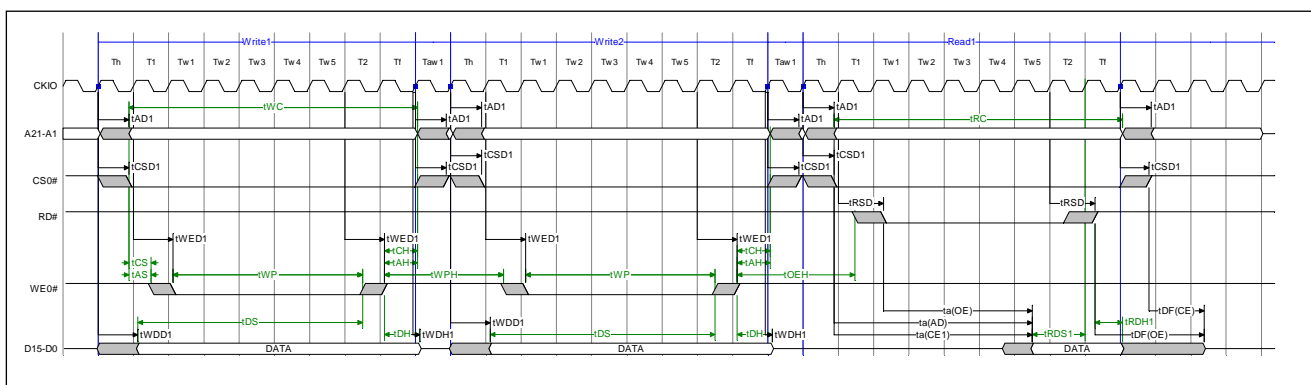 Write1 Write2 Read1
Th T1 Tw1 Tw2 Tw3 Tw4 Tw5 T2 Tf Taw1 Th T1 Tw1 Tw2 Tw3 Tw4 Tw5 T2 Tf Taw1 Th T1 Tw1 Tw2 Tw3 Tw4 Tw5 T2 Tf
CKIO
tWC tAD1 tAD1 tAD1
tAD1 tAD1 tAD1 tRC
A21-A1
tCSD1 tCSD1
tCSD1 tCSD1 tCSD1 tCSD1
CS0#
tRSD tRSD
RD#
tWED1 tWED1 tWED1 tWED1
tCH tCH
tCS tAH tAH
tAS tWP tWPH tWP tOEH
WE0#
ta(OE) tDF(CE)
tWDD1 ta(AD) tRDH1
tDS tDS
tWDD1 tDH tWDH1 tDH tWDH1 ta(CE1) tRDS1 tDF(OE)
D15-D0 DATA DATA DATA